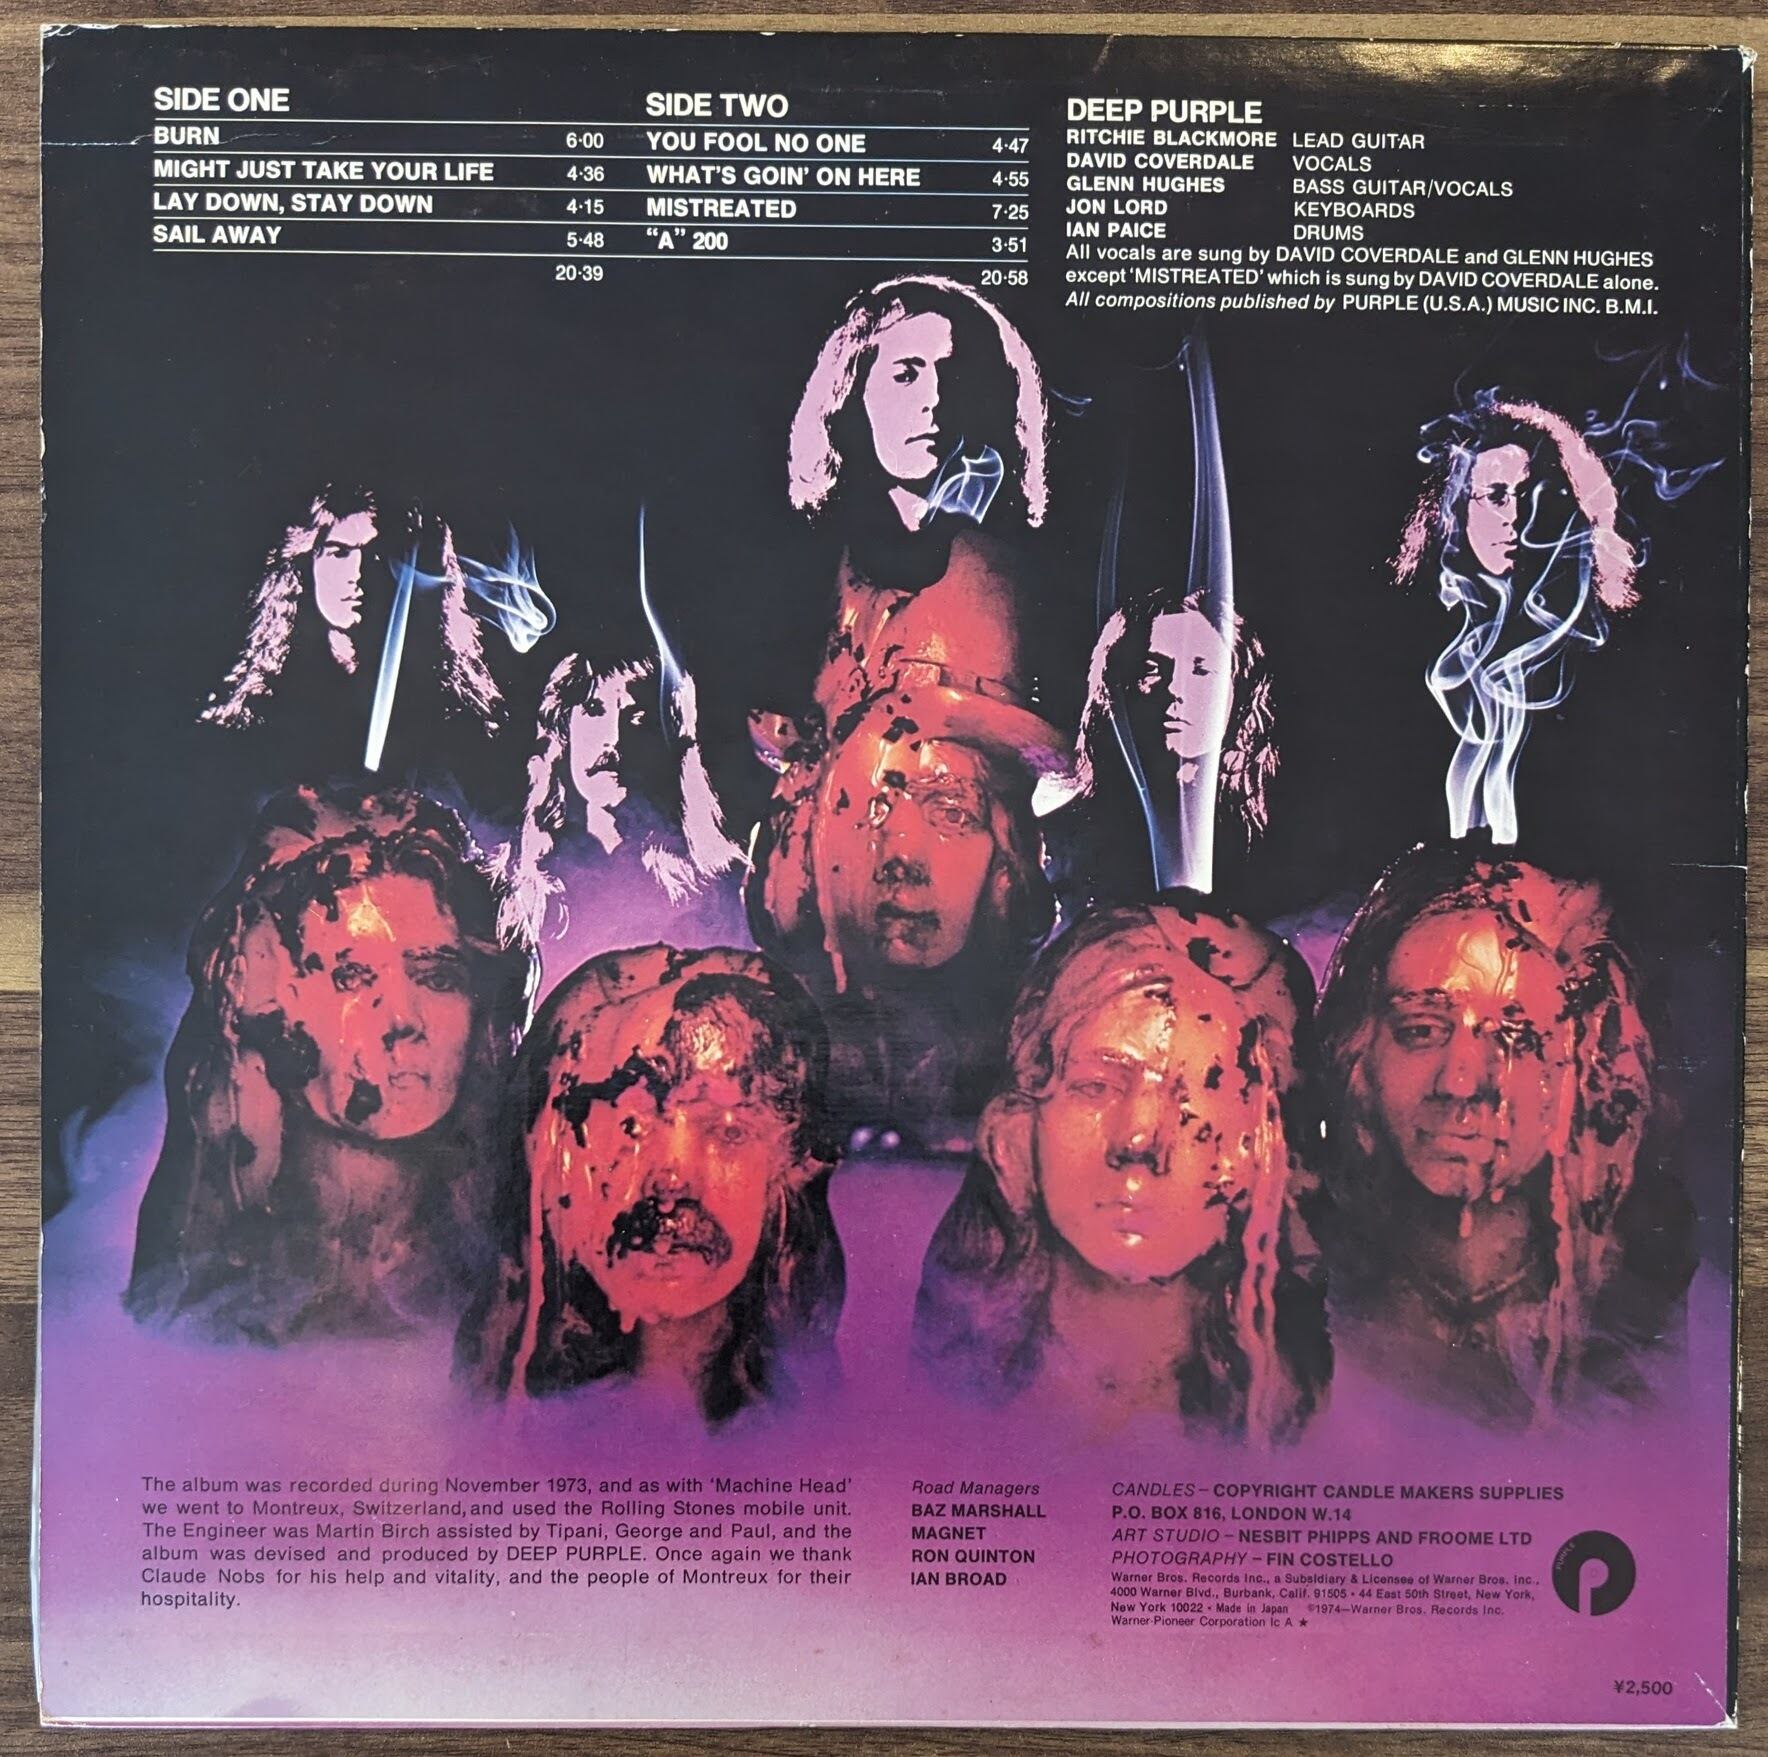 SIDE ONE
BURN 6·00
MIGHT JUST TAKE YOUR LIFE 4·36
LAY DOWN, STAY DOWN 4·15
SAIL AWAY 5·48
20·39
SIDE TWO
YOU FOOL NO ONE 4·47
WHAT'S GOIN' ON HERE 4·55
MISTREATED 7·25
“A” 200 3·51
20·58
DEEP PURPLE
RITCHIE BLACKMORE LEAD GUITAR
DAVID COVERDALE VOCALS
GLENN HUGHES BASS GUITAR/VOCALS
JON LORD KEYBOARDS
IAN PAICE DRUMS
All vocals are sung by DAVID COVERDALE and GLENN HUGHES
except ‘MISTREATED’ which is sung by DAVID COVERDALE alone.
All compositions published by PURPLE (U.S.A.) MUSIC INC. B.M.I.
The album was recorded during November 1973, and as with ‘Machine Head’
we went to Montreux, Switzerland, and used the Rolling Stones mobile unit.
The Engineer was Martin Birch assisted by Tipani, George and Paul, and the
album was devised and produced by DEEP PURPLE. Once again we thank
Claude Nobs for his help and vitality, and the people of Montreux for their
hospitality.
Road Managers
BAZ MARSHALL
MAGNET
RON QUINTON
IAN BROAD
CANDLES – COPYRIGHT CANDLE MAKERS SUPPLIES
P.O. BOX 816, LONDON W.14
ART STUDIO – NESBIT PHIPPS AND FROOME LTD
PHOTOGRAPHY – FIN COSTELLO
Warner Bros. Records Inc., a Subsidiary & Licensee of Warner Bros. Inc.,
4000 Warner Blvd., Burbank, Calif. 91505 • 44 East 50th Street, New York,
New York 10022 • Made in Japan ©1974—Warner Bros. Records Inc.
Warner-Pioneer Corporation Ic A ★
PURPLE
¥2,500